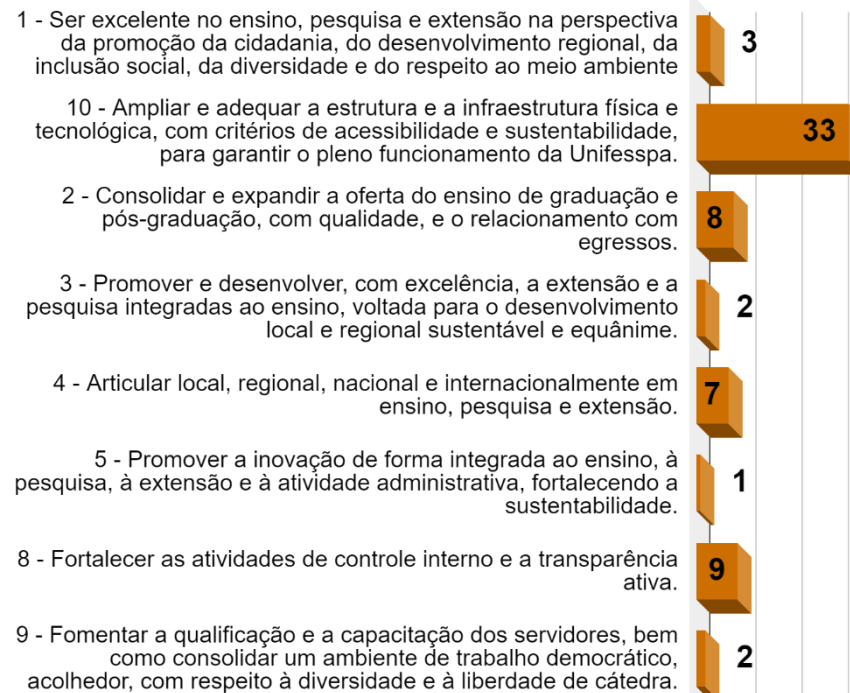 1 - Ser excelente no ensino, pesquisa e extensão na perspectiva
da promoção da cidadania, do desenvolvimento regional, da
inclusão social, da diversidade e do respeito ao meio ambiente
3
10 - Ampliar e adequar a estrutura e a infraestrutura física e
tecnológica, com critérios de acessibilidade e sustentabilidade,
para garantir o pleno funcionamento da Unifesspa.
33
2 - Consolidar e expandir a oferta do ensino de graduação e
pós-graduação, com qualidade, e o relacionamento com
egressos.
8
3 - Promover e desenvolver, com excelência, a extensão e a
pesquisa integradas ao ensino, voltada para o desenvolvimento
local e regional sustentável e equânime.
2
4 - Articular local, regional, nacional e internacionalmente em
ensino, pesquisa e extensão.
7
5 - Promover a inovação de forma integrada ao ensino, à
pesquisa, à extensão e à atividade administrativa, fortalecendo a
sustentabilidade.
1
8 - Fortalecer as atividades de controle interno e a transparência
ativa.
9
9 - Fomentar a qualificação e a capacitação dos servidores, bem
como consolidar um ambiente de trabalho democrático,
acolhedor, com respeito à diversidade e à liberdade de cátedra.
2